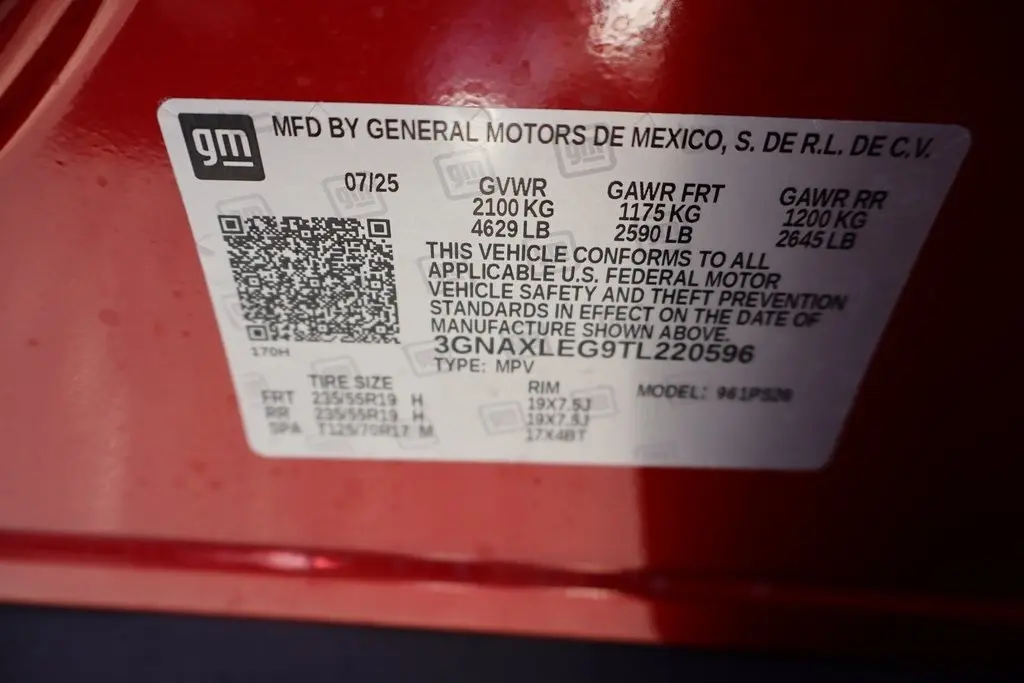 gm MFD BY GENERAL MOTORS DE MEXICO, S. DE R.L. DE C.V.
07/25 GVWR GAWR FRT GAWR RR
2100 KG 1175 KG 1200 KG
4629 LB 2590 LB 2645 LB
THIS VEHICLE CONFORMS TO ALL
APPLICABLE U.S. FEDERAL MOTOR
VEHICLE SAFETY AND THEFT PREVENTION
STANDARDS IN EFFECT ON THE DATE OF
MANUFACTURE SHOWN ABOVE.
3GNAXLEG9TL220596
170H TYPE: MPV
TIRE SIZE RIM MODEL:
FRT 235/55R19 H 19X7.5J
RR 235/55R19 H 19X7.5J
SPA T125/70R17 M 17X4BT